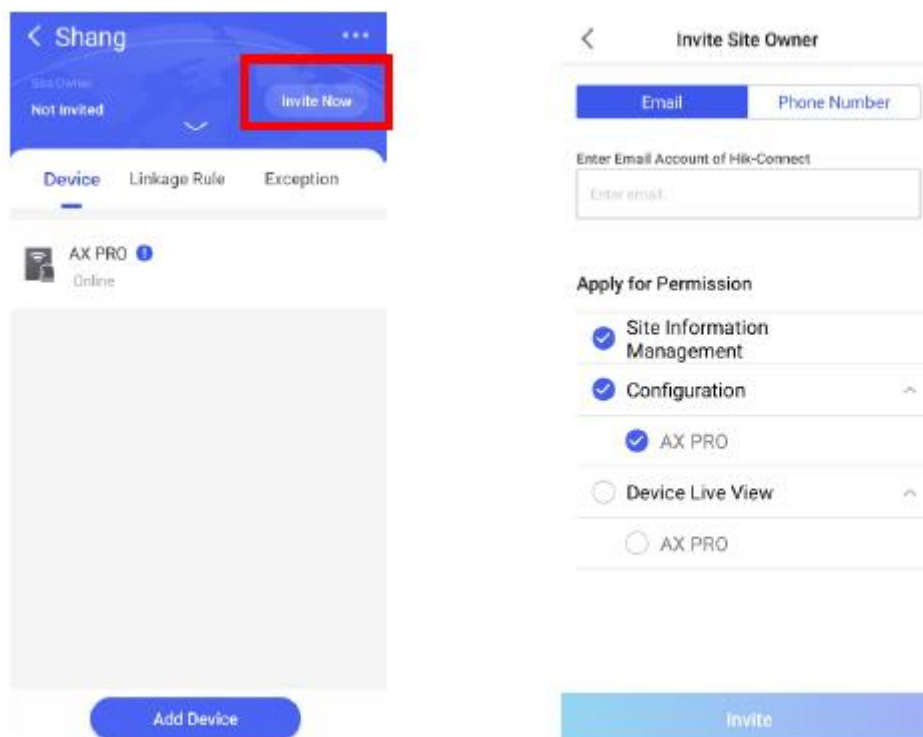 Shang
Site Owner
Not Invited
Invite Now
Device Linkage Rule Exception
AX PRO
Online
Add Device
Invite Site Owner
Email Phone Number
Enter Email Account of Hik-Connect
Enter email.
Apply for Permission
Site Information
Management
Configuration
AX PRO
Device Live View
AX PRO
Invite